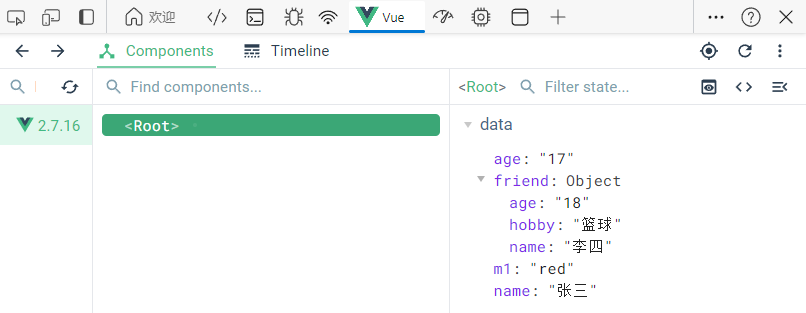 欢迎 Vue
Components Timeline
Find components... <Root> Filter state...
2.7.16 <Root> data
age: "17"
friend: Object
age: "18"
hobby: "篮球"
name: "李四"
m1: "red"
name: "张三"